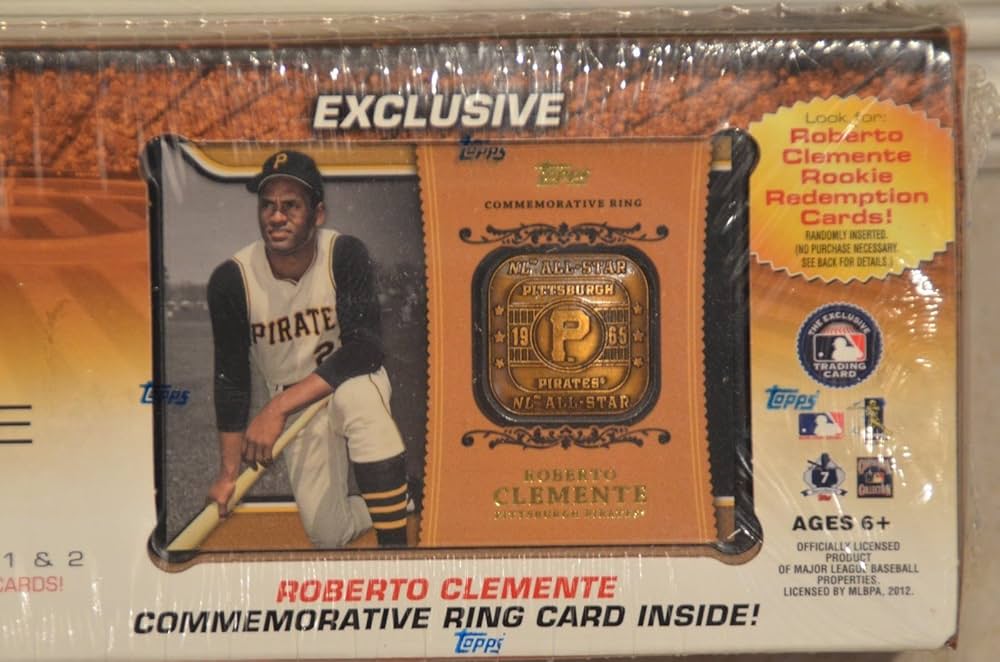 EXCLUSIVE
Topps
P
PIRATE
2
Topps
Topps
COMMEMORATIVE RING
NL ALL-STAR
PITTSBURGH
1965
P
PIRATES
NL ALL-STAR
ROBERTO
CLEMENTE
PITTSBURGH PIRATES®
Look for:
Roberto
Clemente
Rookie
Redemption
Cards!
RANDOMLY INSERTED.
(NO PURCHASE NECESSARY.
SEE BACK FOR DETAILS.)
THE EXCLUSIVE
TRADING
CARD
Topps
7
AGES 6+
OFFICIALLY LICENSED
PRODUCT
OF MAJOR LEAGUE BASEBALL
PROPERTIES.
LICENSED BY MLBPA, 2012.
1 & 2
CARDS!
ROBERTO CLEMENTE
COMMEMORATIVE RING CARD INSIDE!
Topps